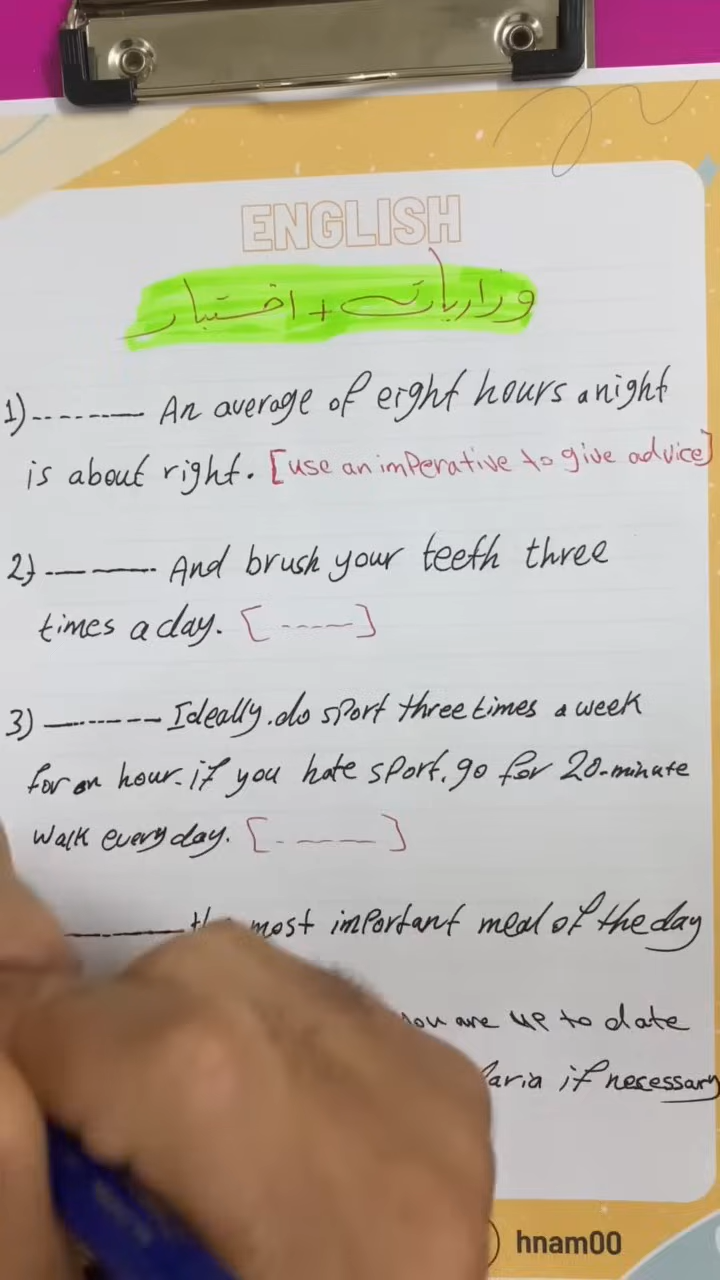 ENGLISH
وزاريات + اختبار
1) -------- An average of eight hours a night
is about right. [use an imperative to give advice]
2) -------- And brush your teeth three
times a day. [-----]
3) -------- Ideally. do sport three times a week
for an hour. if you hate sport. go for 20-minute
walk every day. [------]
-------- most important meal of the day
you are up to date
if necessary
hnam00